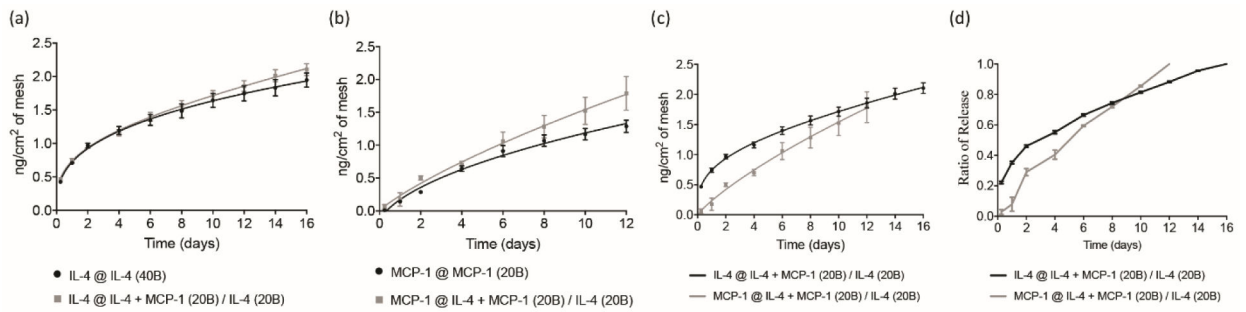 (a)
ng/cm² of mesh
2.5
2.0
1.5
1.0
0.5
0.0
0 2 4 6 8 10 12 14 16
Time (days)
IL-4 @ IL-4 (40B)
IL-4 @ IL-4 + MCP-1 (20B) / IL-4 (20B)
(b)
ng/cm² of mesh
2.5
2.0
1.5
1.0
0.5
0.0
0 2 4 6 8 10 12
Time (days)
MCP-1 @ MCP-1 (20B)
MCP-1 @ IL-4 + MCP-1 (20B) / IL-4 (20B)
(c)
ng/cm² of mesh
2.5
2.0
1.5
1.0
0.5
0.0
0 2 4 6 8 10 12 14 16
Time (days)
IL-4 @ IL-4 + MCP-1 (20B) / IL-4 (20B)
MCP-1 @ IL-4 + MCP-1 (20B) / IL-4 (20B)
(d)
Ratio of Release
1.0
0.8
0.6
0.4
0.2
0.0
0 2 4 6 8 10 12 14 16
Time (days)
IL-4 @ IL-4 + MCP-1 (20B) / IL-4 (20B)
MCP-1 @ IL-4 + MCP-1 (20B) / IL-4 (20B)